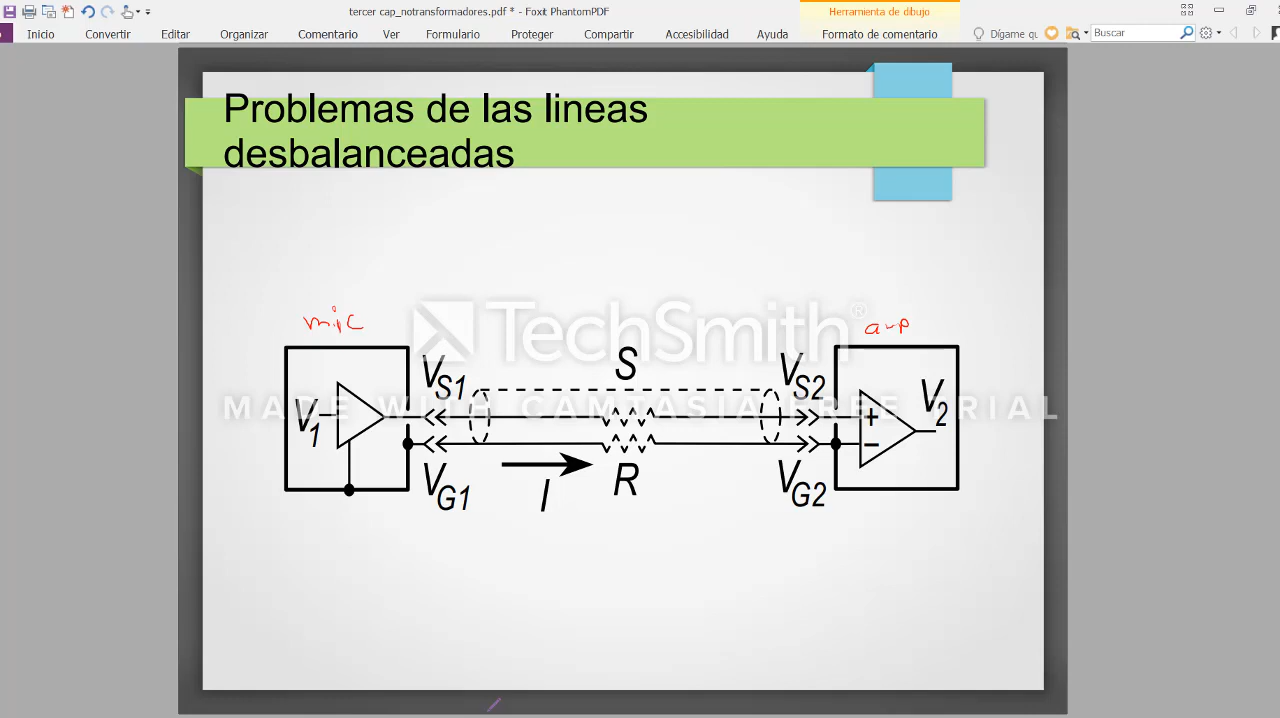 tercer cap_notransformadores.pdf * - Foxit PhantomPDF
Herramienta de dibujo
Inicio Convertir Editar Organizar Comentario Ver Formulario Proteger Compartir Accesibilidad Ayuda Formato de comentario Dígame qu Buscar
Problemas de las lineas
desbalanceadas
mic
TechSmith®
amp
S
VS1
VS2
V1
V2
MADE WITH CAMTASIA FREE TRIAL
+
−
VG1
I
R
VG2